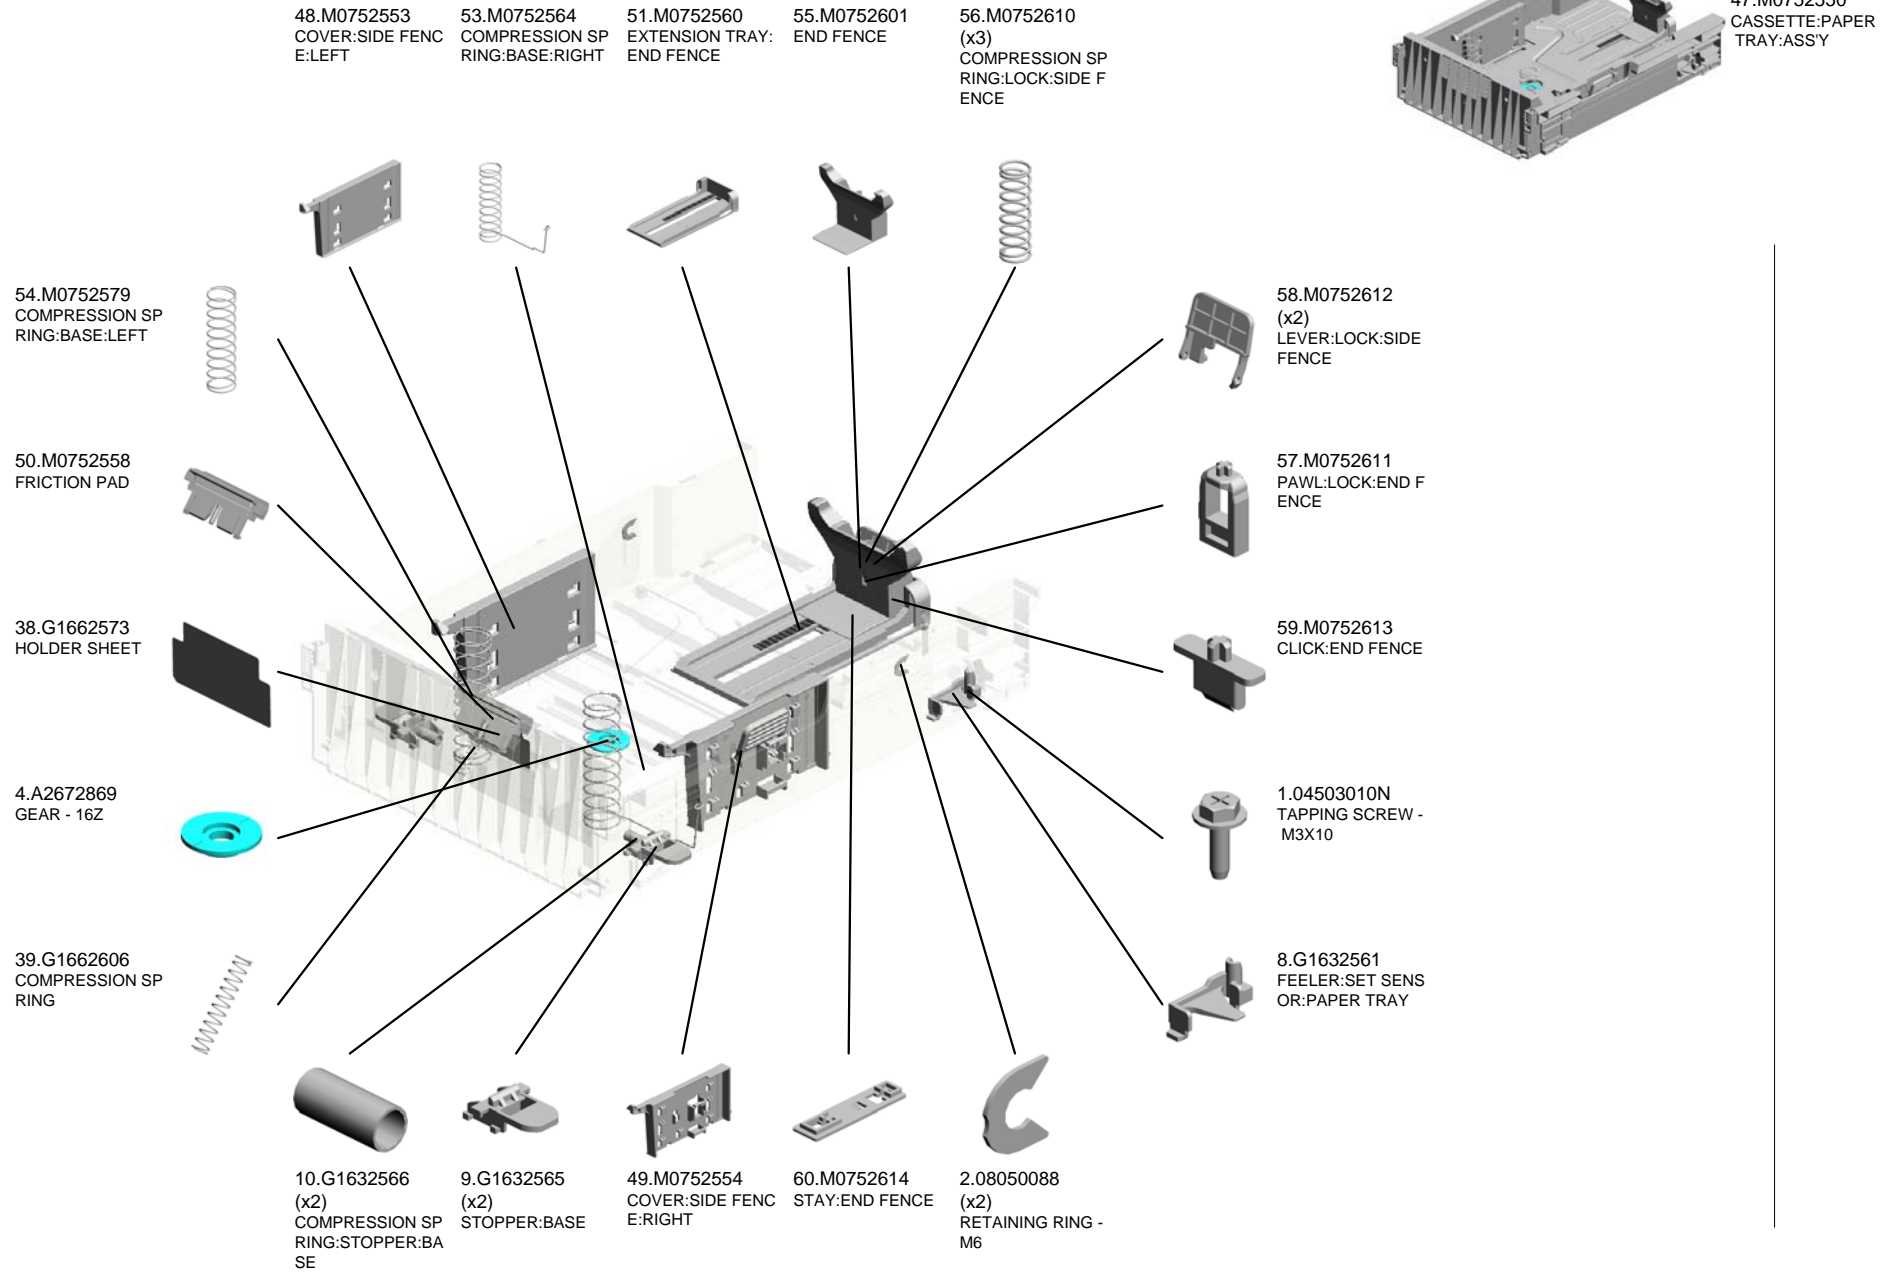 48.M0752553
COVER:SIDE FENC
E:LEFT
53.M0752564
COMPRESSION SP
RING:BASE:RIGHT
51.M0752560
EXTENSION TRAY:
END FENCE
55.M0752601
END FENCE
56.M0752610
(x3)
COMPRESSION SP
RING:LOCK:SIDE F
ENCE
47.M0752550
CASSETTE:PAPER
TRAY:ASS'Y
54.M0752579
COMPRESSION SP
RING:BASE:LEFT
58.M0752612
(x2)
LEVER:LOCK:SIDE
FENCE
50.M0752558
FRICTION PAD
57.M0752611
PAWL:LOCK:END F
ENCE
38.G1662573
HOLDER SHEET
59.M0752613
CLICK:END FENCE
4.A2672869
GEAR - 16Z
1.04503010N
TAPPING SCREW -
M3X10
39.G1662606
COMPRESSION SP
RING
8.G1632561
FEELER:SET SENS
OR:PAPER TRAY
10.G1632566
(x2)
COMPRESSION SP
RING:STOPPER:BA
SE
9.G1632565
(x2)
STOPPER:BASE
49.M0752554
COVER:SIDE FENC
E:RIGHT
60.M0752614
STAY:END FENCE
2.08050088
(x2)
RETAINING RING -
M6